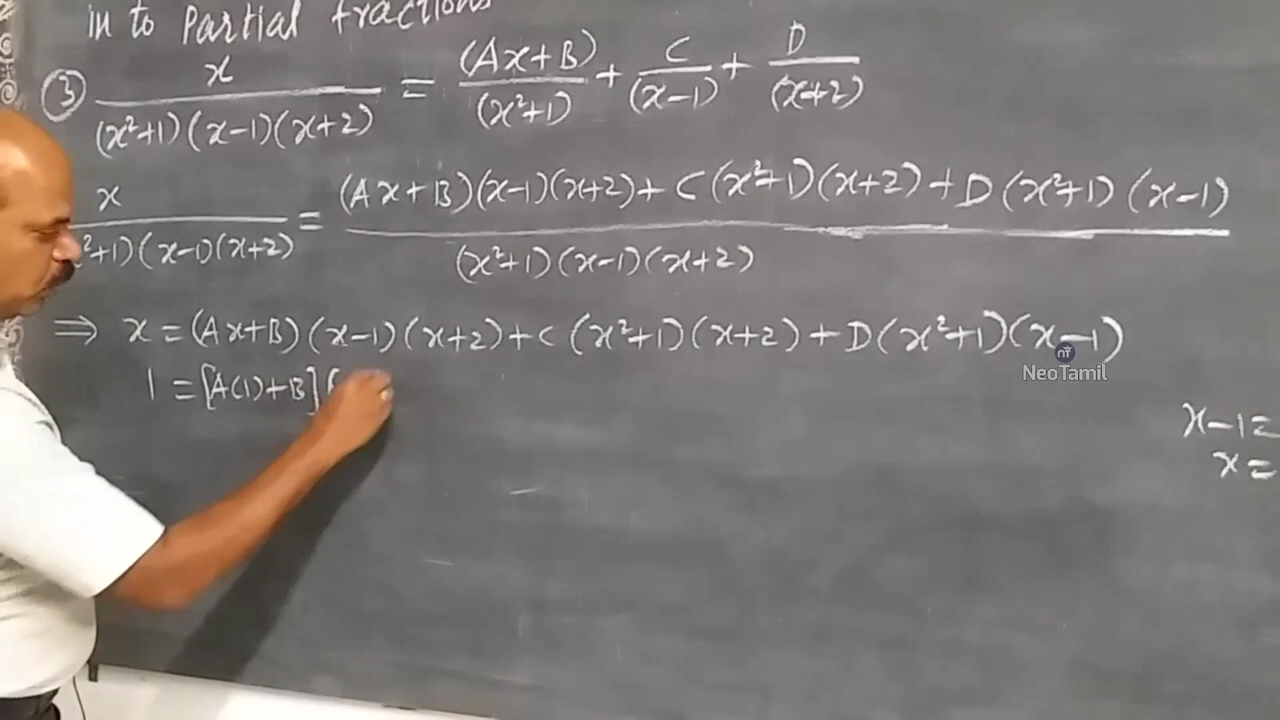 in to Partial fractions
③ x/((x²+1)(x-1)(x+2)) = (Ax+B)/(x²+1) + C/(x-1) + D/(x+2)
x/(²+1)(x-1)(x+2) = ((Ax+B)(x-1)(x+2)+C(x²+1)(x+2)+D(x²+1)(x-1))/((x²+1)(x-1)(x+2))
⇒ x = (Ax+B)(x-1)(x+2)+C(x²+1)(x+2)+D(x²+1)(x-1)
1 = [A(1)+B](
x-1=
x=
NeoTamil